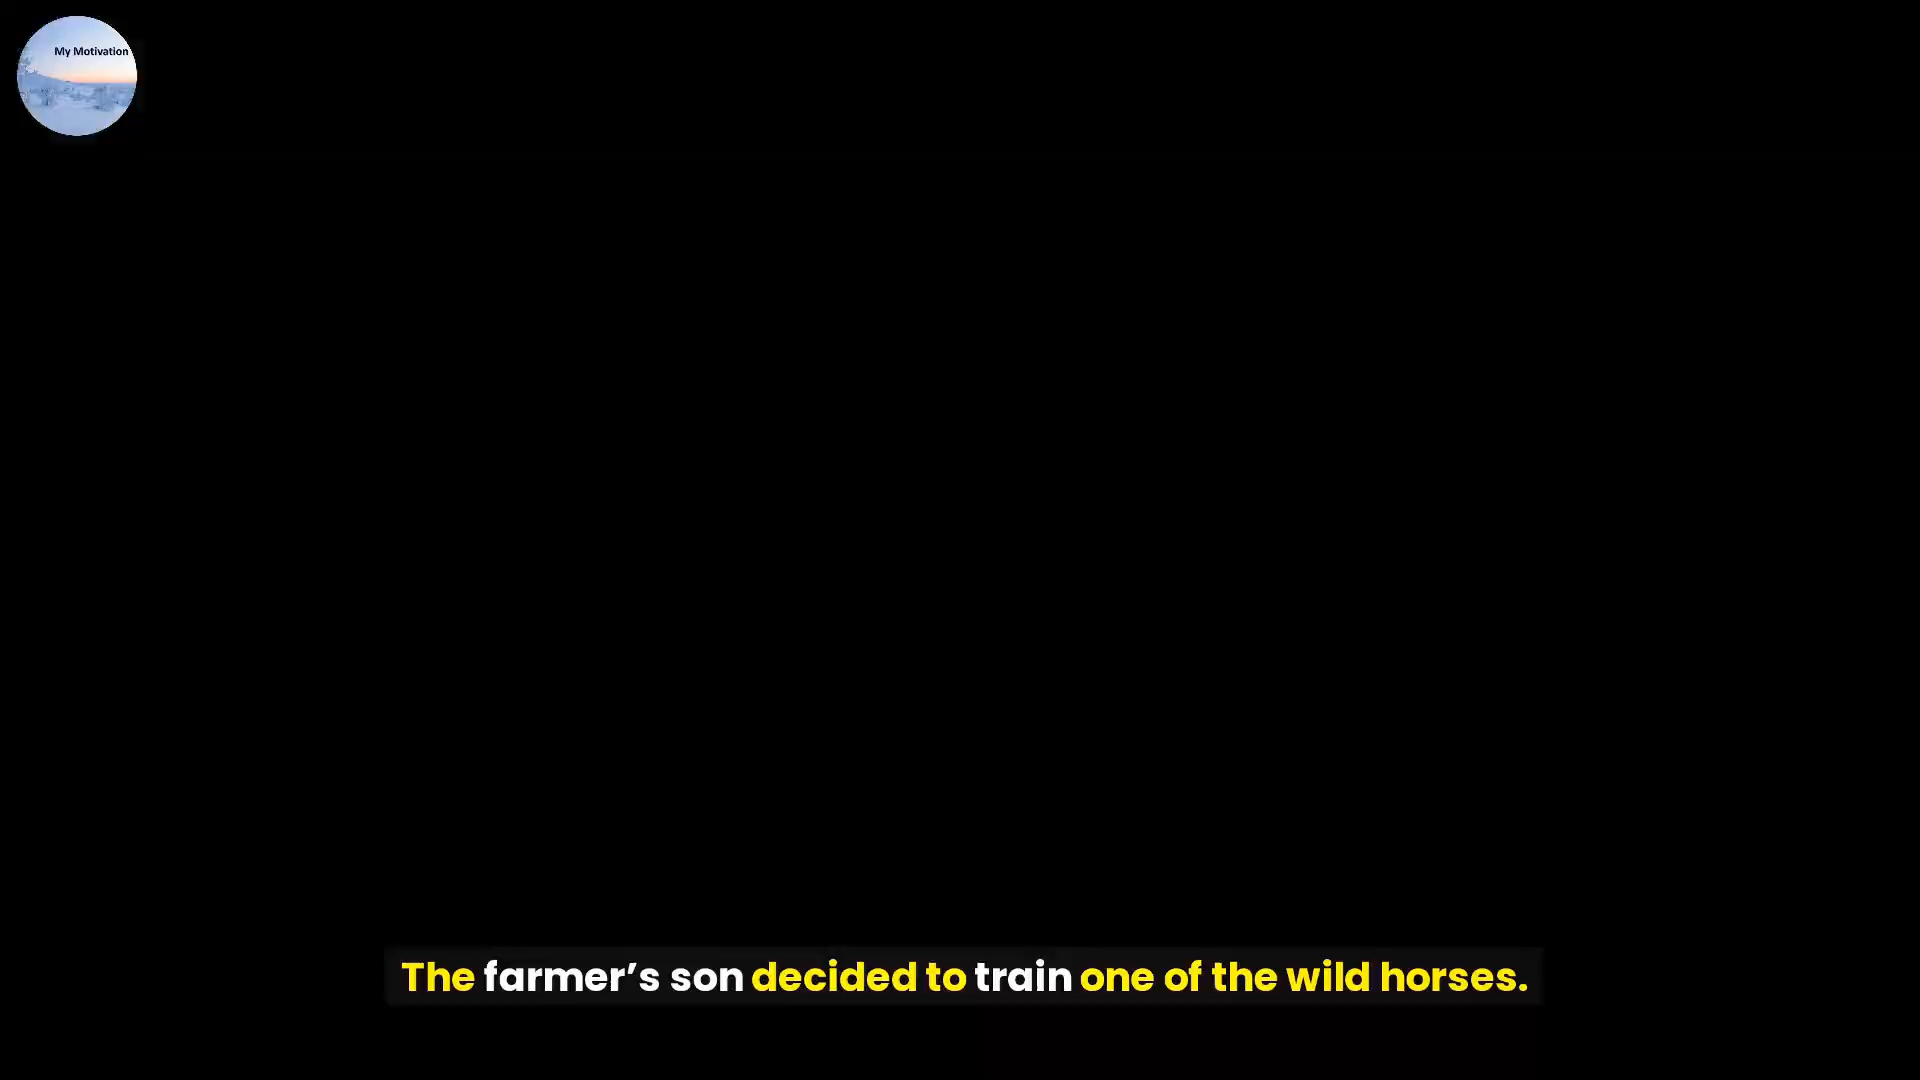 My Motivation
The farmer’s son decided to train one of the wild horses.